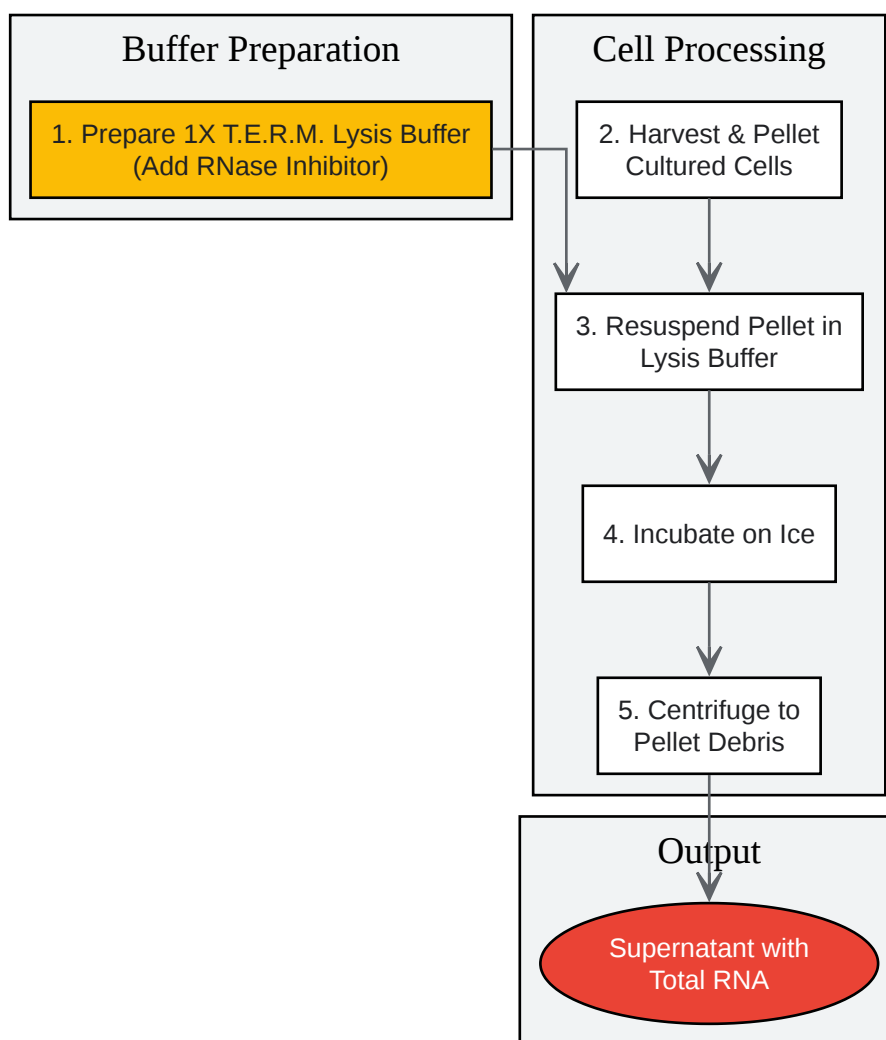 Buffer Preparation
1. Prepare 1X T.E.R.M. Lysis Buffer
(Add RNase Inhibitor)
Cell Processing
2. Harvest & Pellet
Cultured Cells
3. Resuspend Pellet in
Lysis Buffer
4. Incubate on Ice
5. Centrifuge to
Pellet Debris
Output
Supernatant with
Total RNA